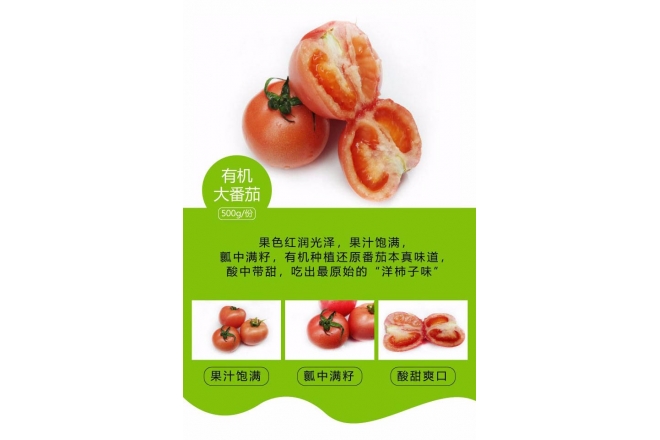 有机
大番茄
500g/份
果色红润光泽，果汁饱满，
瓤中满籽，有机种植还原番茄本真味道，
酸中带甜，吃出最原始的“洋柿子味”
果汁饱满
瓤中满籽
酸甜爽口